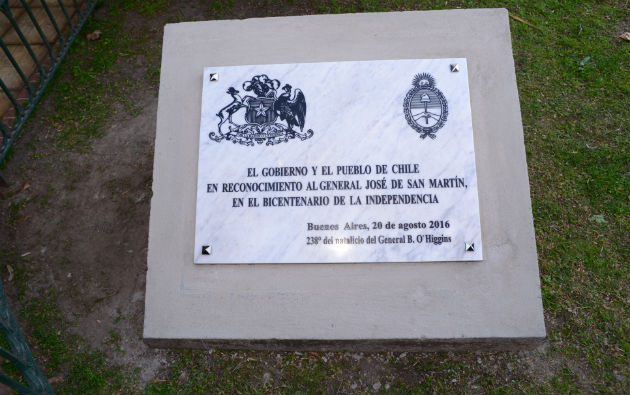 EL GOBIERNO Y EL PUEBLO DE CHILE
EN RECONOCIMIENTO AL GENERAL JOSÉ DE SAN MARTÍN,
EN EL BICENTENARIO DE LA INDEPENDENCIA
Buenos Aires, 20 de agosto 2016
238º del natalicio del General B. O´Higgins